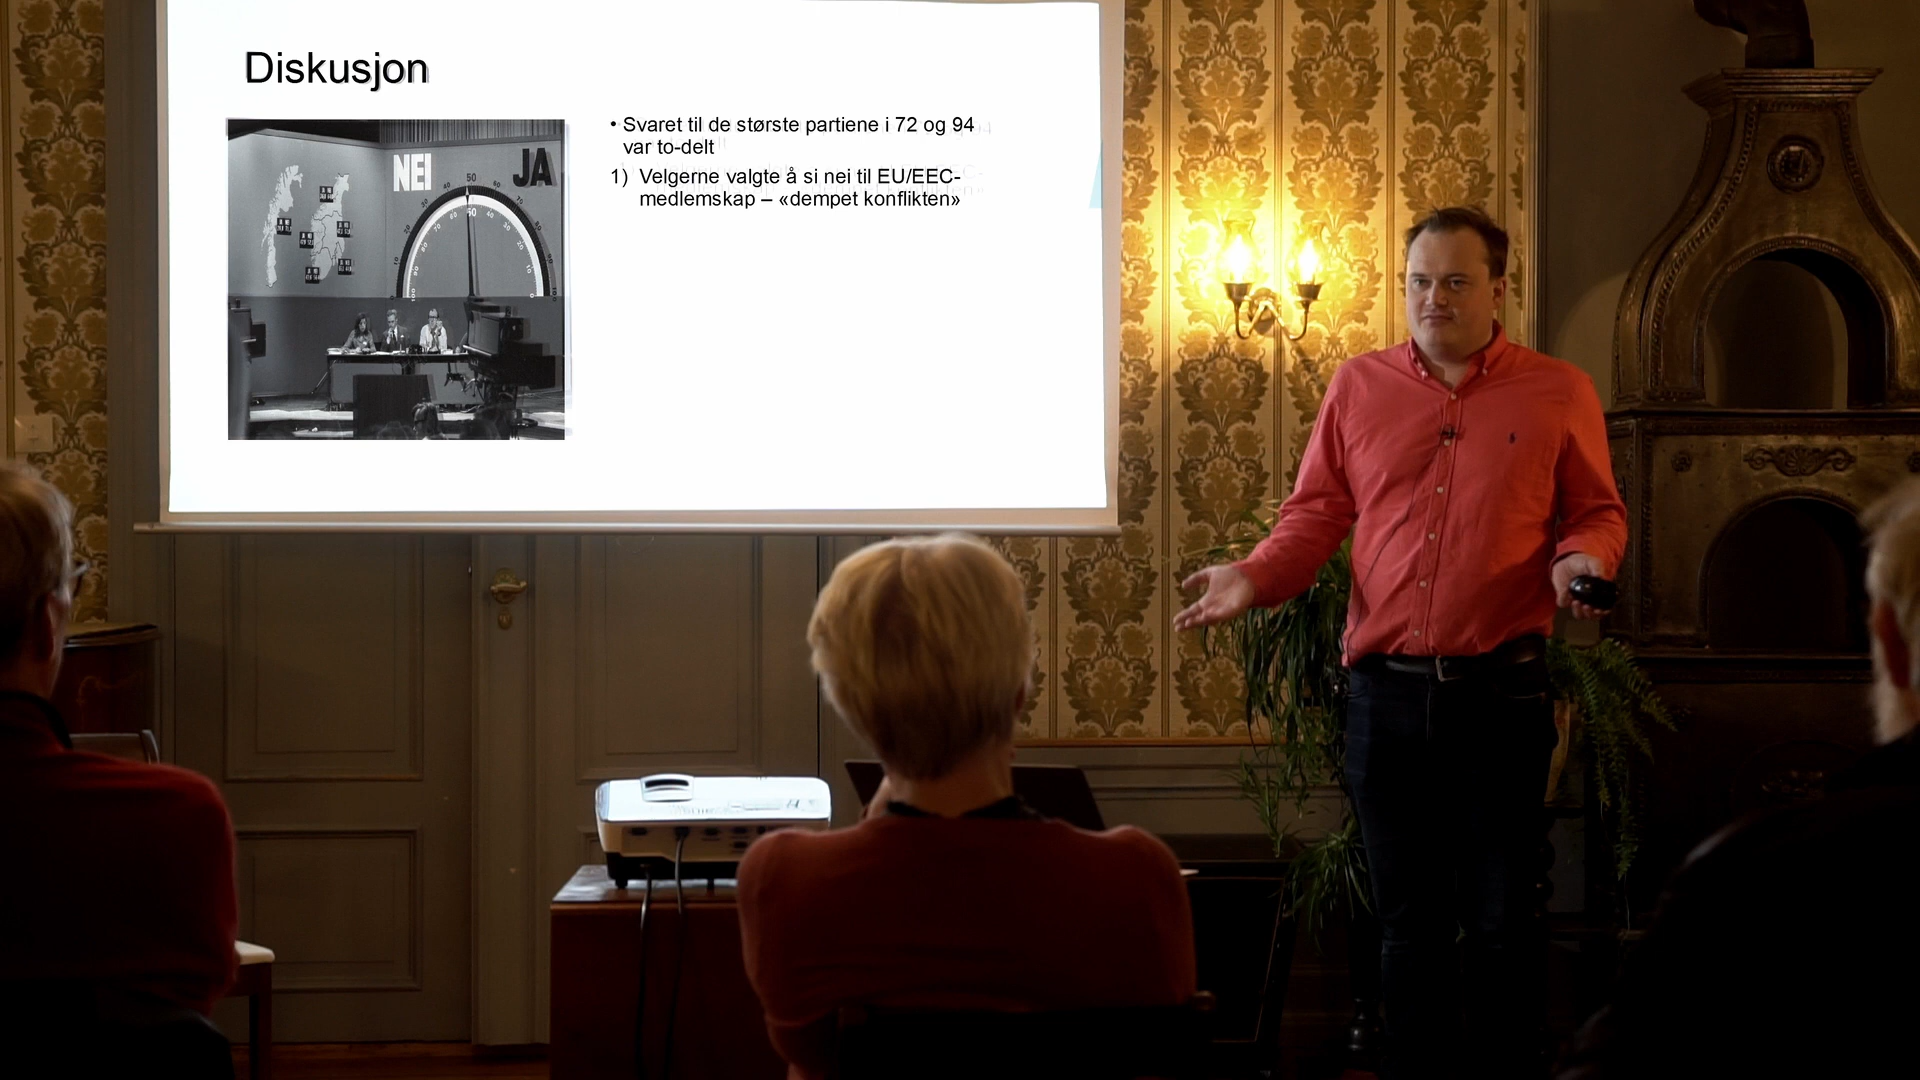 Diskusjon
• Svaret til de største partiene i 72 og 94
var to-delt
1) Velgerne valgte å si nei til EU/EEC-
medlemskap – «dempet konflikten»
NEI
JA
50
50